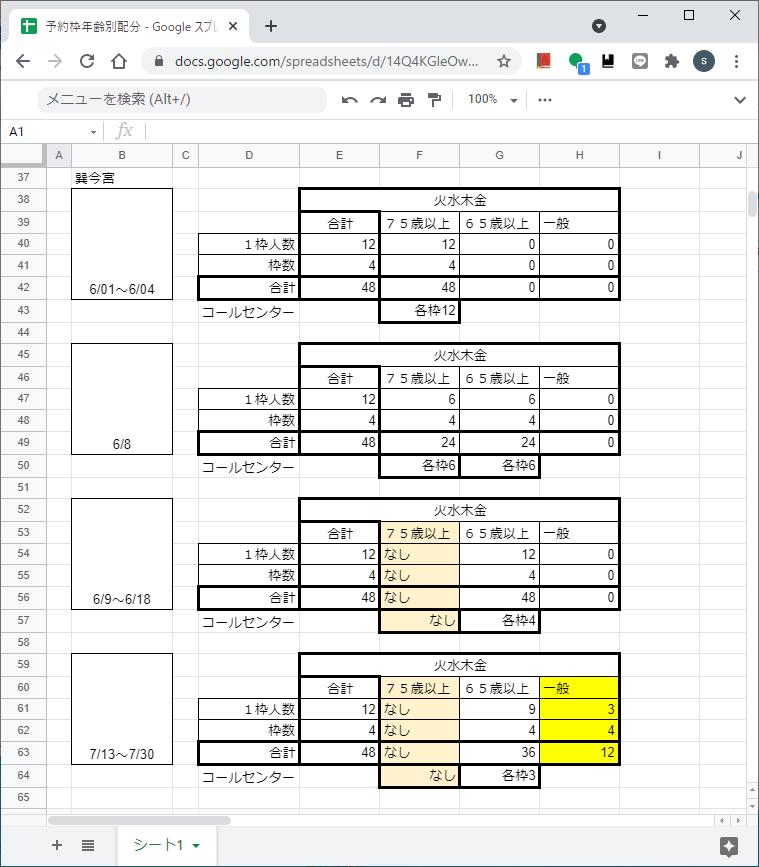 予約枠年齢別配分 - Google スプレ
docs.google.com/spreadsheets/d/14Q4KGleOw...
1
S
メニューを検索 (Alt+/)
100%
A1
fx
A B C D E F G H I J
37 巽今宮
38 火水木金
39 合計 ７５歳以上 ６５歳以上 一般
40 １枠人数 12 12 0 0
41 枠数 4 4 0 0
42 6/01～6/04 合計 48 48 0 0
43 コールセンター 各枠12
44
45 火水木金
46 合計 ７５歳以上 ６５歳以上 一般
47 １枠人数 12 6 6 0
48 枠数 4 4 4 0
49 6/8 合計 48 24 24 0
50 コールセンター 各枠6 各枠6
51
52 火水木金
53 合計 ７５歳以上 ６５歳以上 一般
54 １枠人数 12 なし 12 0
55 枠数 4 なし 4 0
56 6/9～6/18 合計 48 なし 48 0
57 コールセンター なし 各枠4
58
59 火水木金
60 合計 ７５歳以上 ６５歳以上 一般
61 １枠人数 12 なし 9 3
62 枠数 4 なし 4 4
63 7/13～7/30 合計 48 なし 36 12
64 コールセンター なし 各枠3
65
シート1